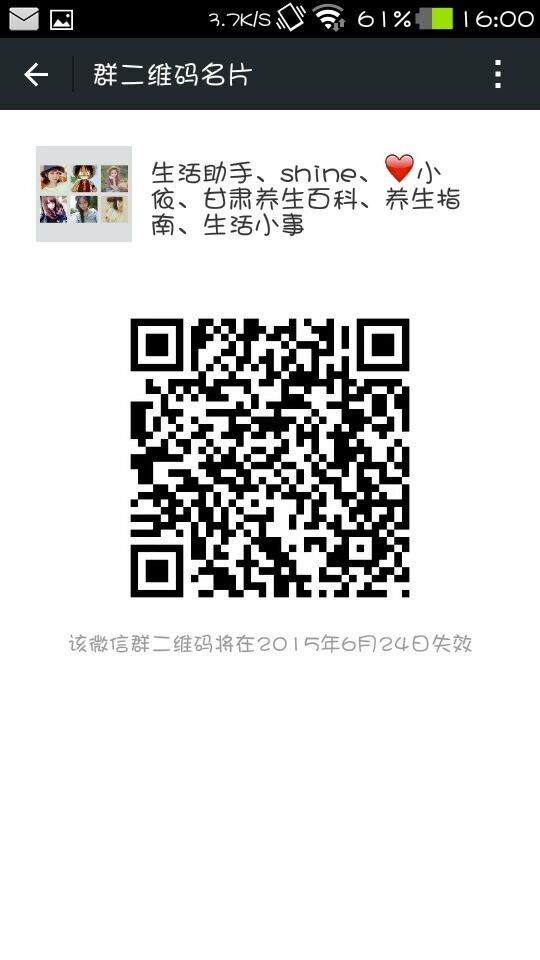 3.7K/S 61% 16:00
群二维码名片
生活助手、shine、❤️小
依、甘肃养生百科、养生指
南、生活小事
该微信群二维码将在2015年6月24日失效